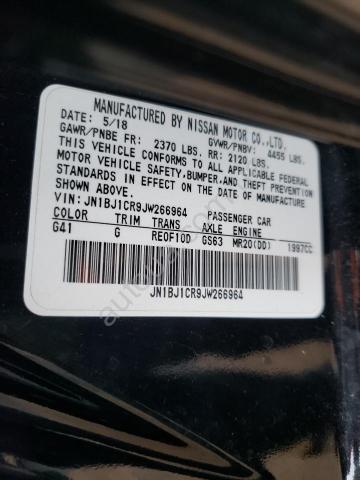 MANUFACTURED BY NISSAN MOTOR CO.,LTD.
DATE: 5/18 GVWR/PNBV: 4455 LBS.
GAWR/PNBE FR: 2370 LBS. RR: 2120 LBS.
THIS VEHICLE CONFORMS TO ALL APPLICABLE FEDERAL
MOTOR VEHICLE SAFETY,BUMPER,AND THEFT PREVENTION
STANDARDS IN EFFECT ON THE DATE OF MANUFACTURE
SHOWN ABOVE.
VIN: JN1BJ1CR9JW266964 PASSENGER CAR
COLOR TRIM TRANS AXLE ENGINE
G41 G RE0F10D GS63 MR20(DD) 1997CC
JN1BJ1CR9JW266964